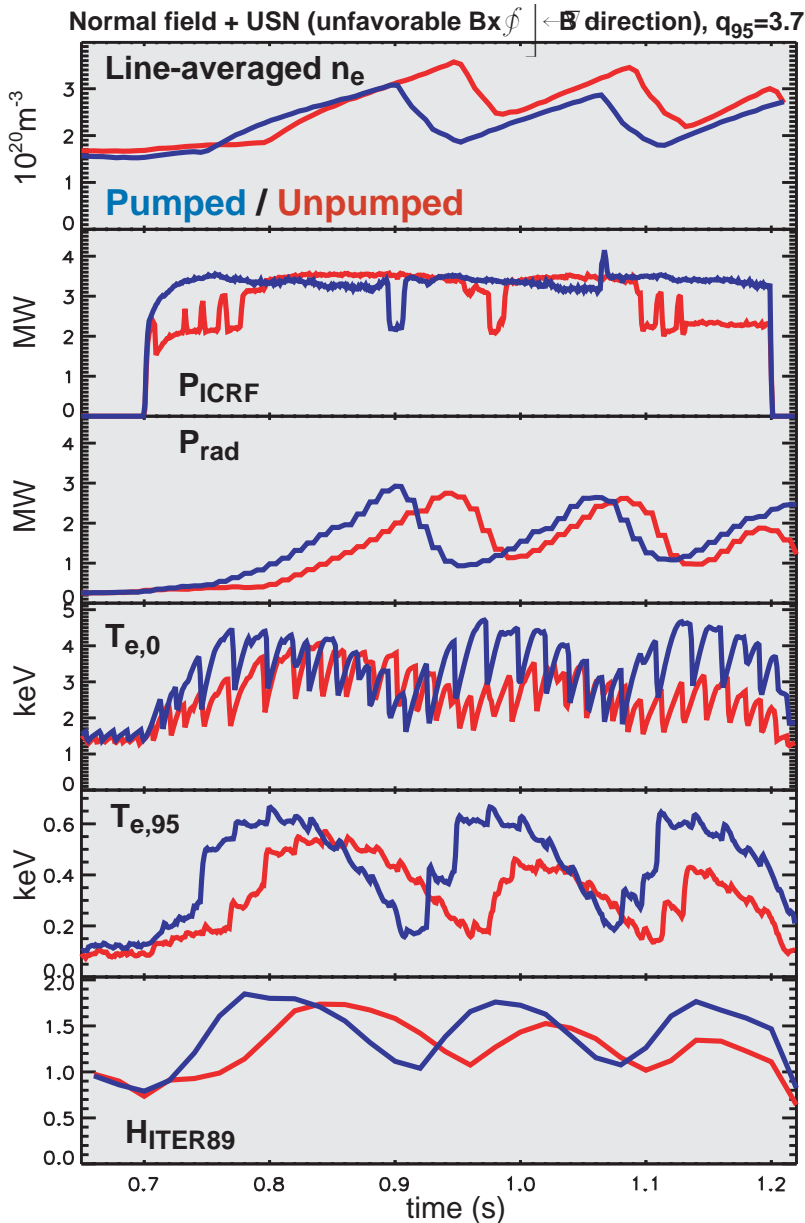 Normal field + USN (unfavorable Bx∮ ⌡ ←∇ B direction), q95=3.7
Line-averaged ne
10^20 m^-3
3
2
1
0
Pumped / Unpumped
MW
4
3
2
1
0
PICRF
Prad
MW
4
3
2
1
0
Te,0
keV
5
4
3
2
1
0
Te,95
keV
0.6
0.4
0.2
0.0
2.0
1.5
1.0
0.5
0.0
HITER89
0.7 0.8 0.9 1.0 1.1 1.2
time (s)